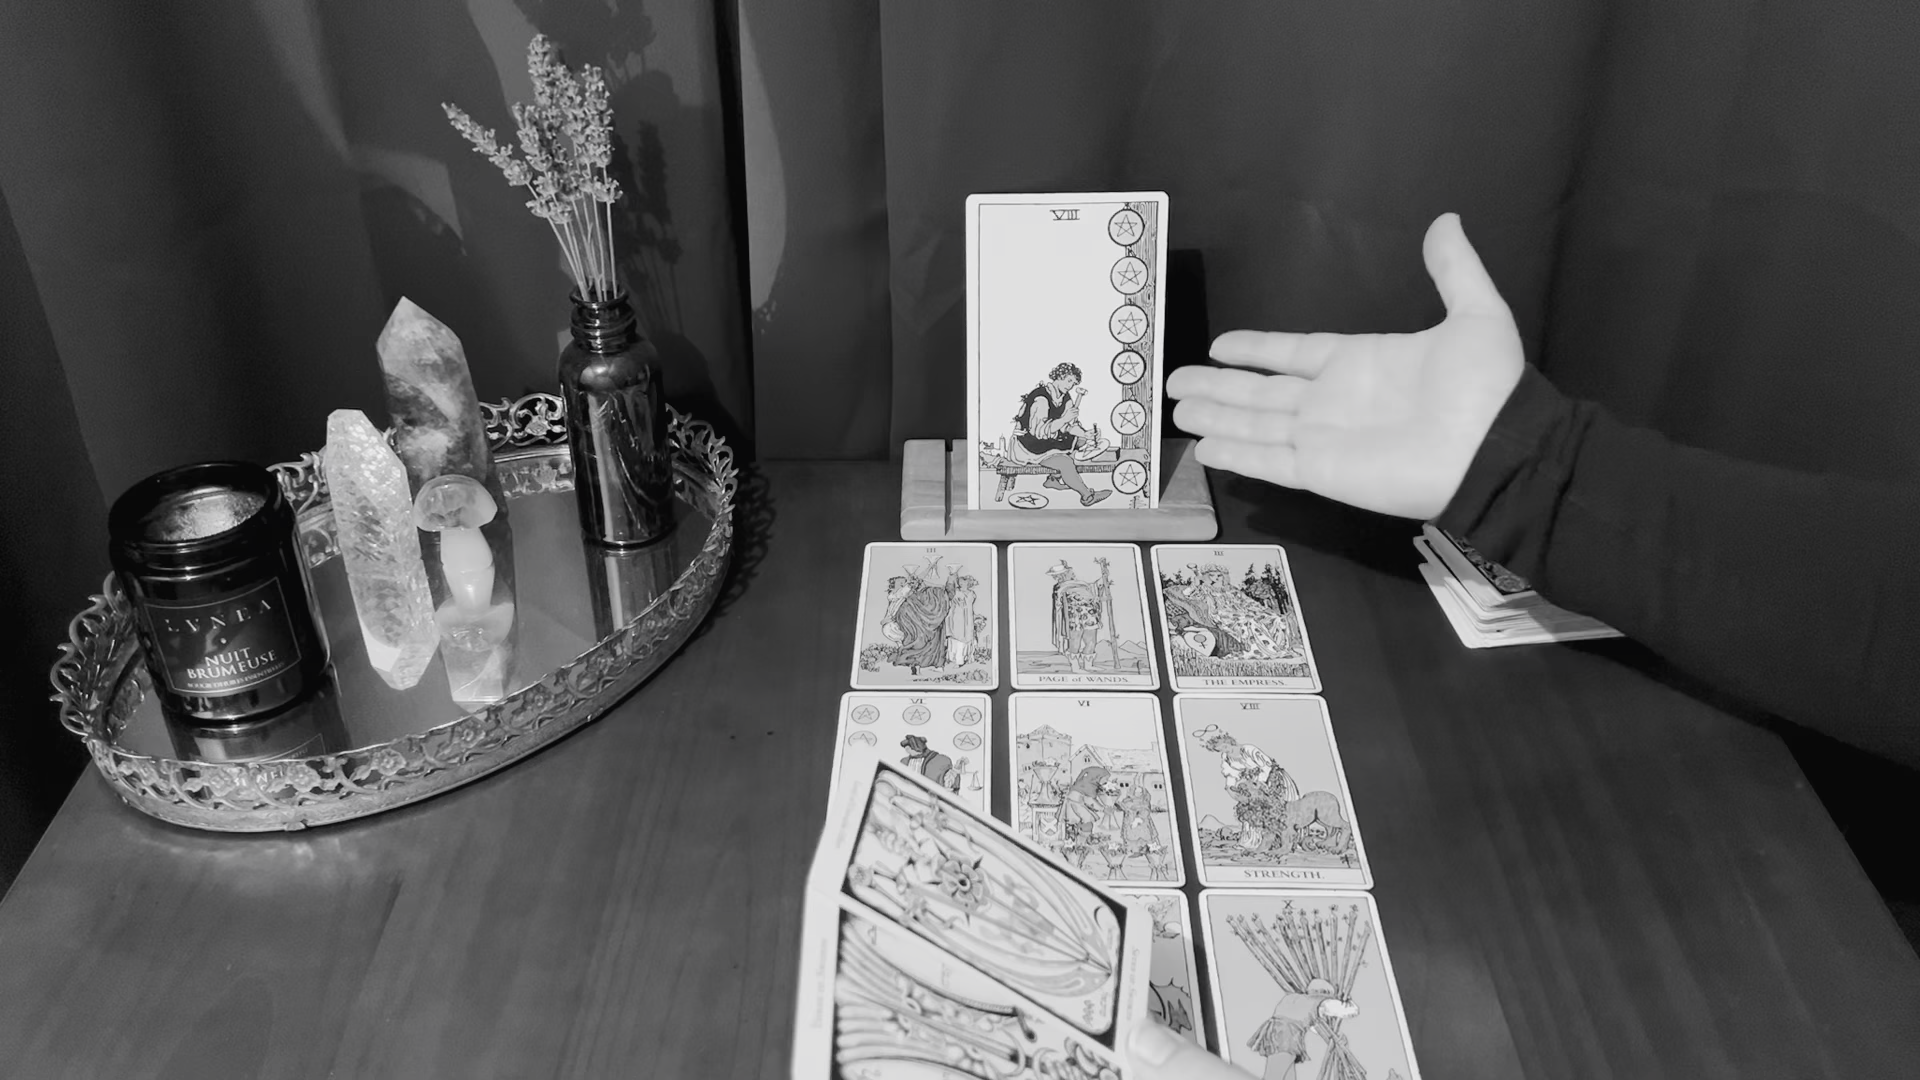 VIII
III
PAGE of WANDS.
III
THE EMPRESS.
VI
VI
VIII
STRENGTH.
X
LVNEA
NUIT
BRUMEUSE